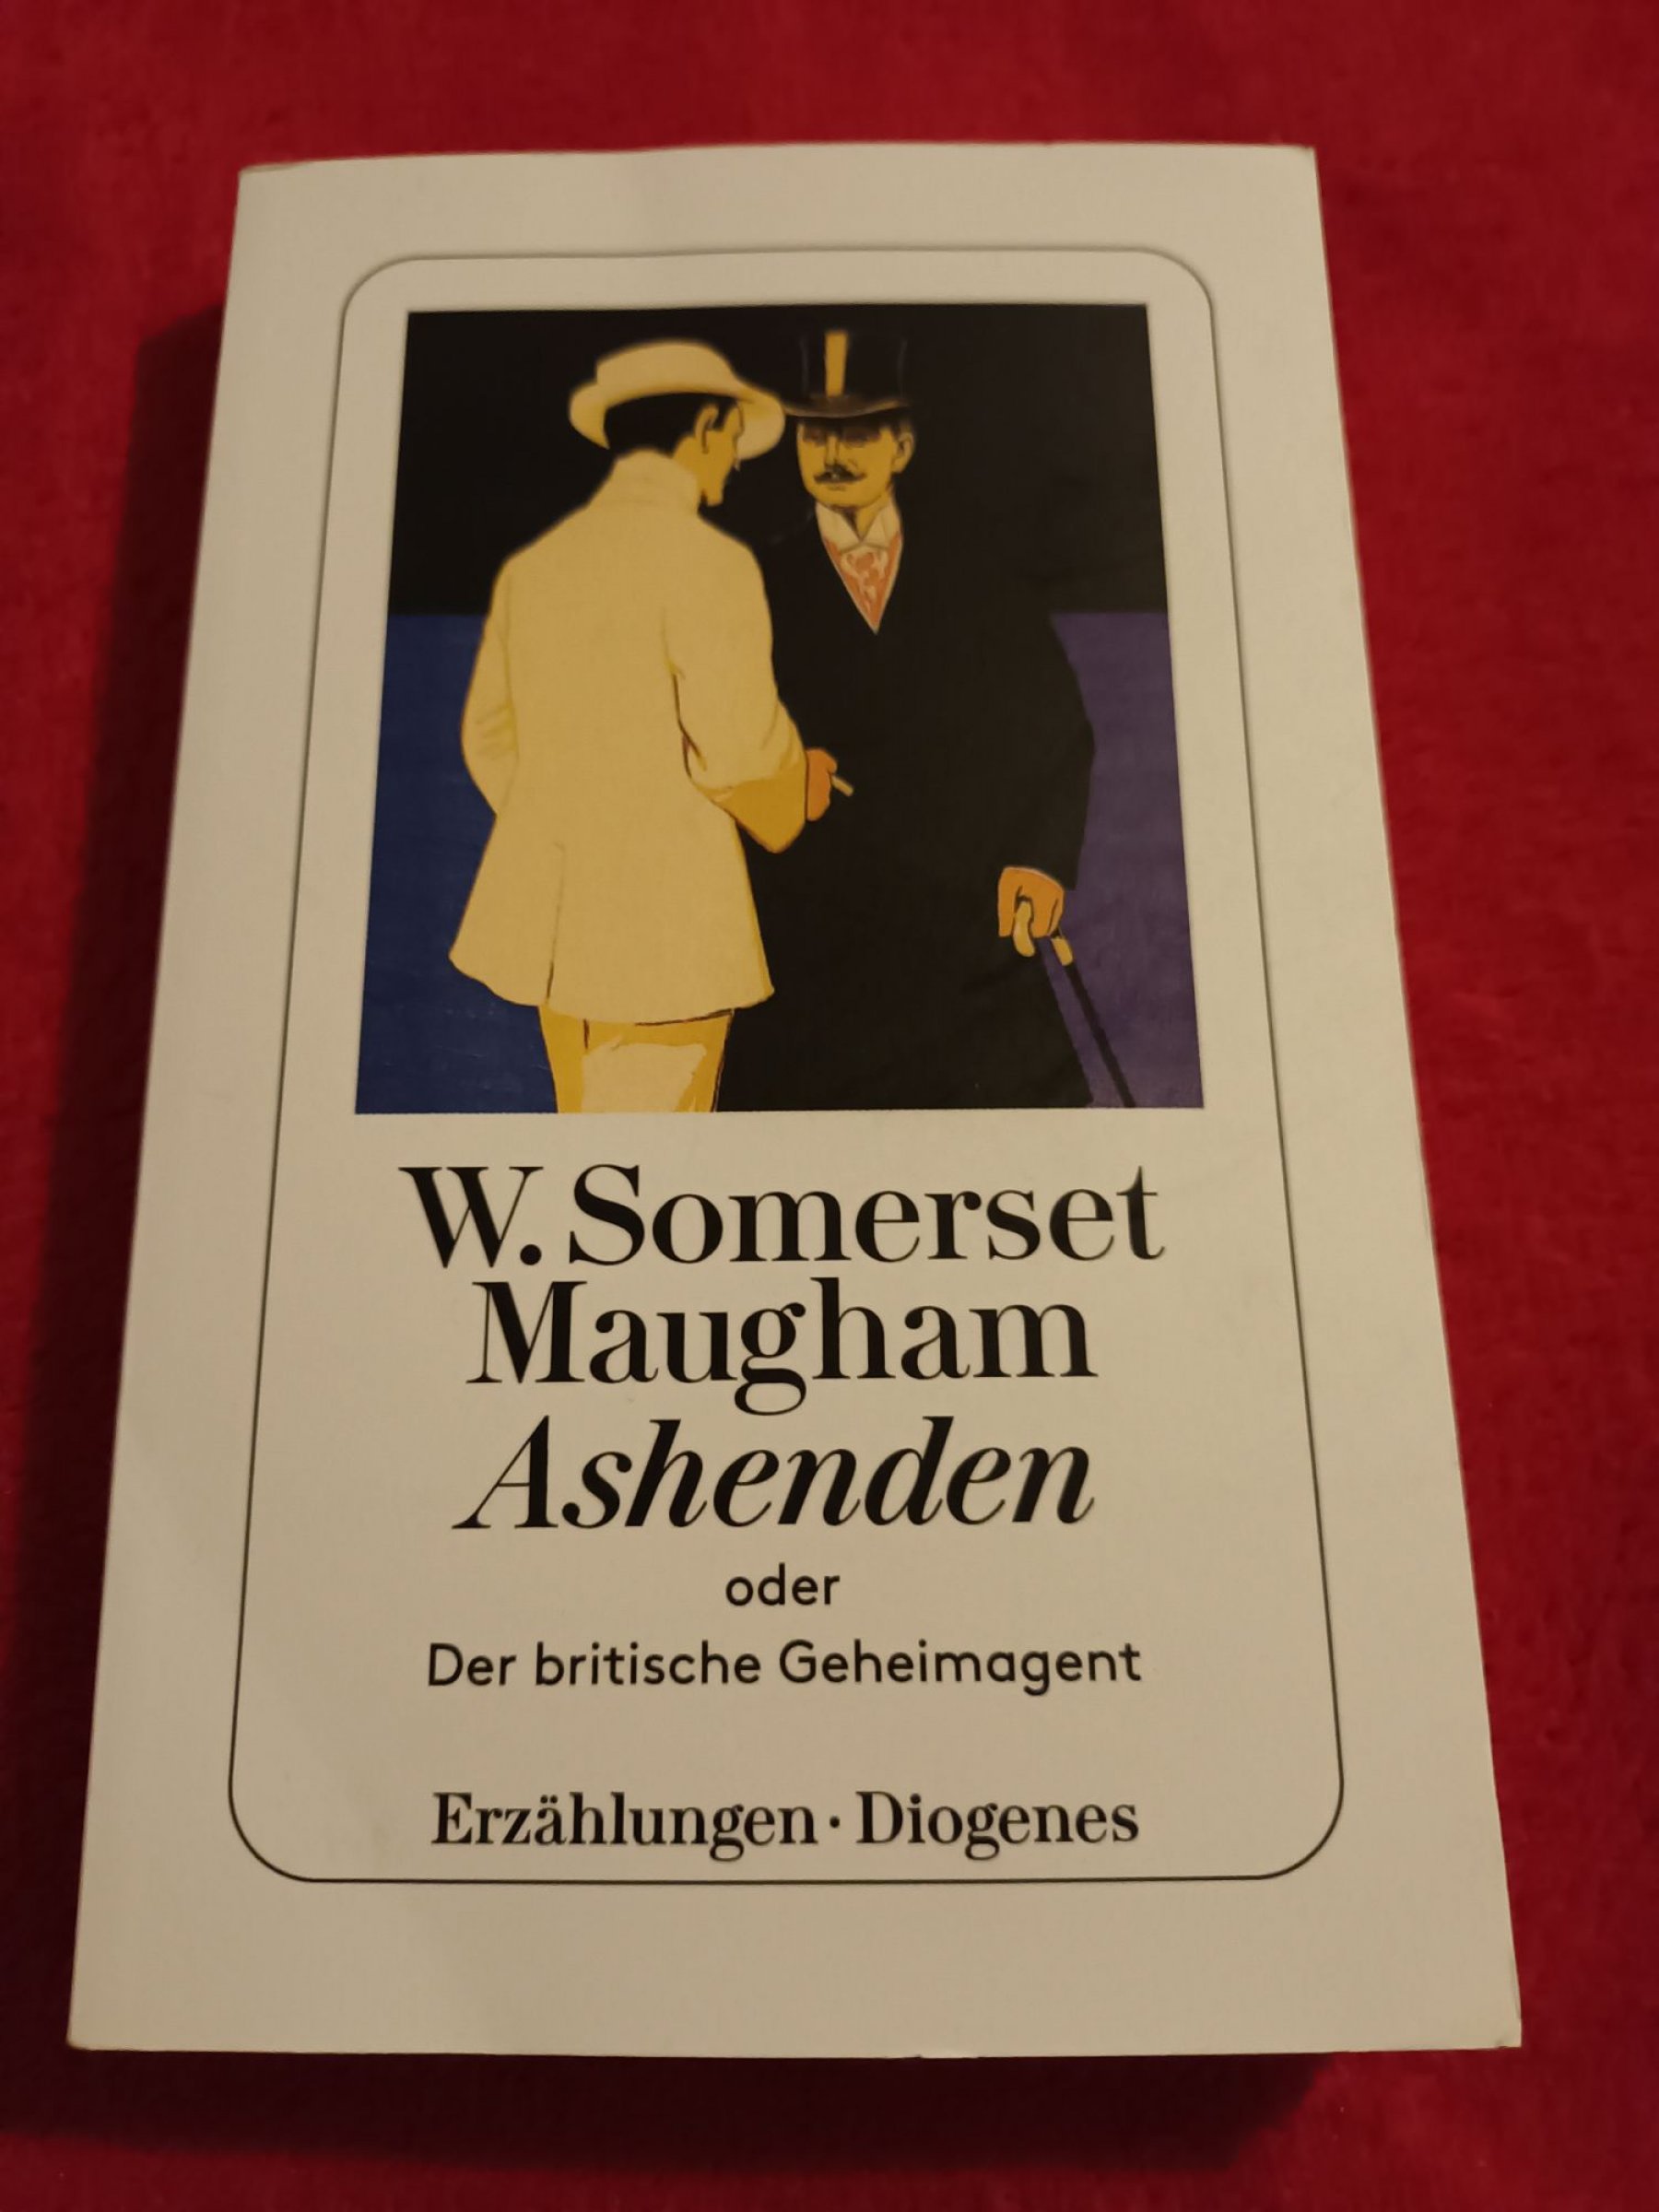 W. Somerset
Maugham
Ashenden
oder
Der britische Geheimagent
Erzählungen · Diogenes